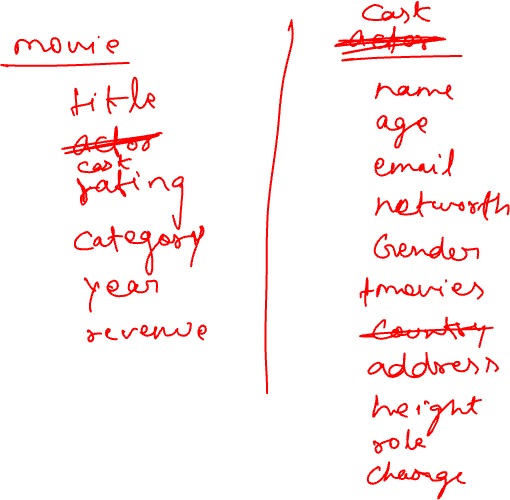 movie
title
actor
cast
rating
category
year
revenue
cast
actor
name
age
email
networth
Gender
+movies
Country
address
height
role
charge